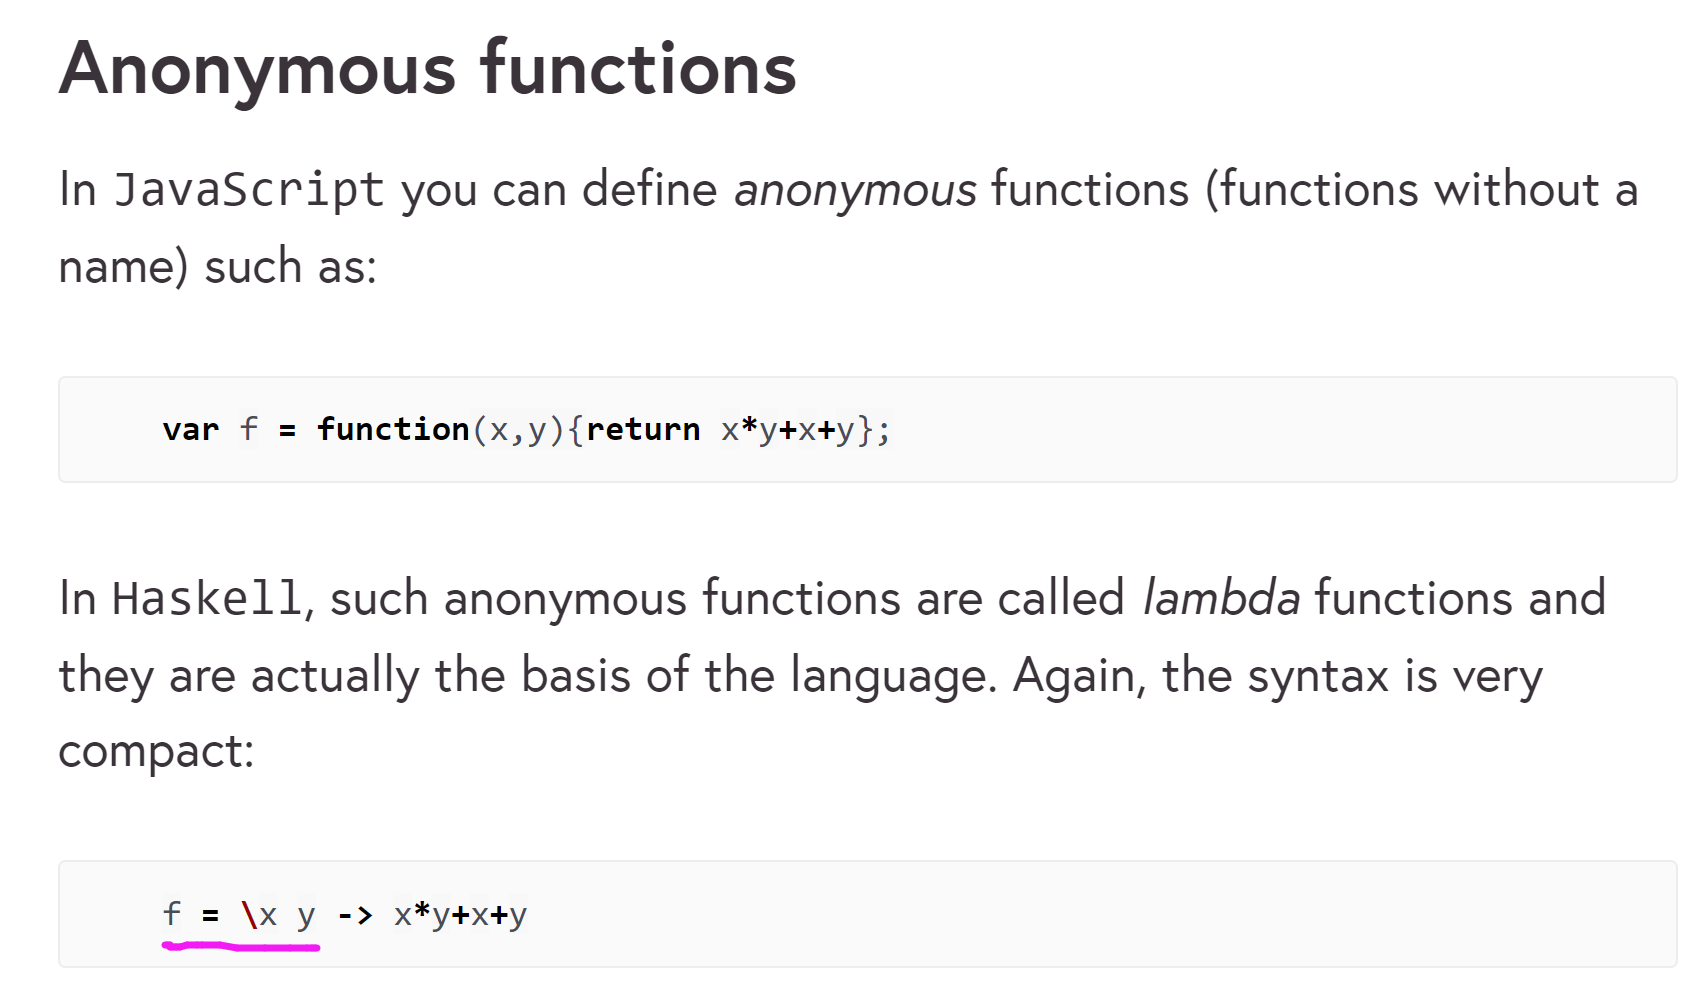 Anonymous functions
In JavaScript you can define anonymous functions (functions without a
name) such as:
var f = function(x,y){return x*y+x+y};
In Haskell, such anonymous functions are called lambda functions and
they are actually the basis of the language. Again, the syntax is very
compact:
f = \x y -> x*y+x+y